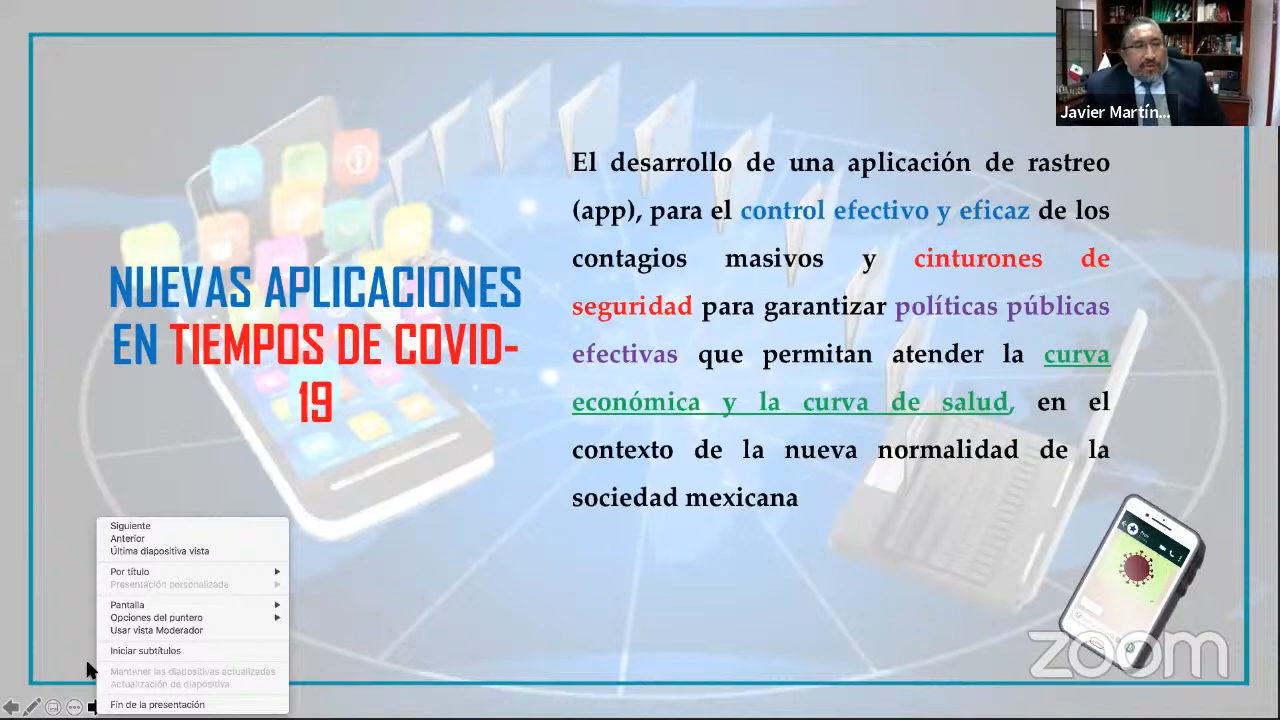 Javier Martín...
NUEVAS APLICACIONES
EN TIEMPOS DE COVID-
19
El desarrollo de una aplicación de rastreo
(app), para el control efectivo y eficaz de los
contagios masivos y cinturones de
seguridad para garantizar políticas públicas
efectivas que permitan atender la curva
económica y la curva de salud, en el
contexto de la nueva normalidad de la
sociedad mexicana
Siguiente
Anterior
Última diapositiva vista
Por título
Presentación personalizada
Pantalla
Opciones del puntero
Usar vista Moderador
Iniciar subtítulos
Mantener las diapositivas actualizadas
Actualización de diapositiva
Fin de la presentación
zoom